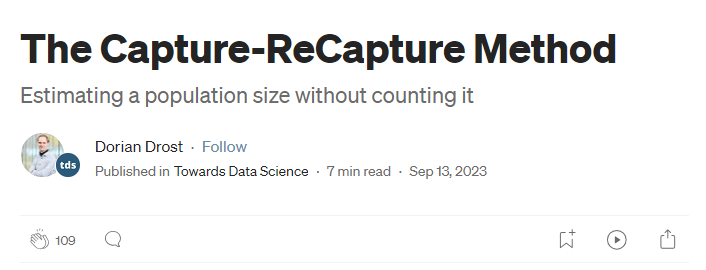 The Capture-ReCapture Method
Estimating a population size without counting it
Dorian Drost · Follow
tds
Published in Towards Data Science · 7 min read · Sep 13, 2023
109